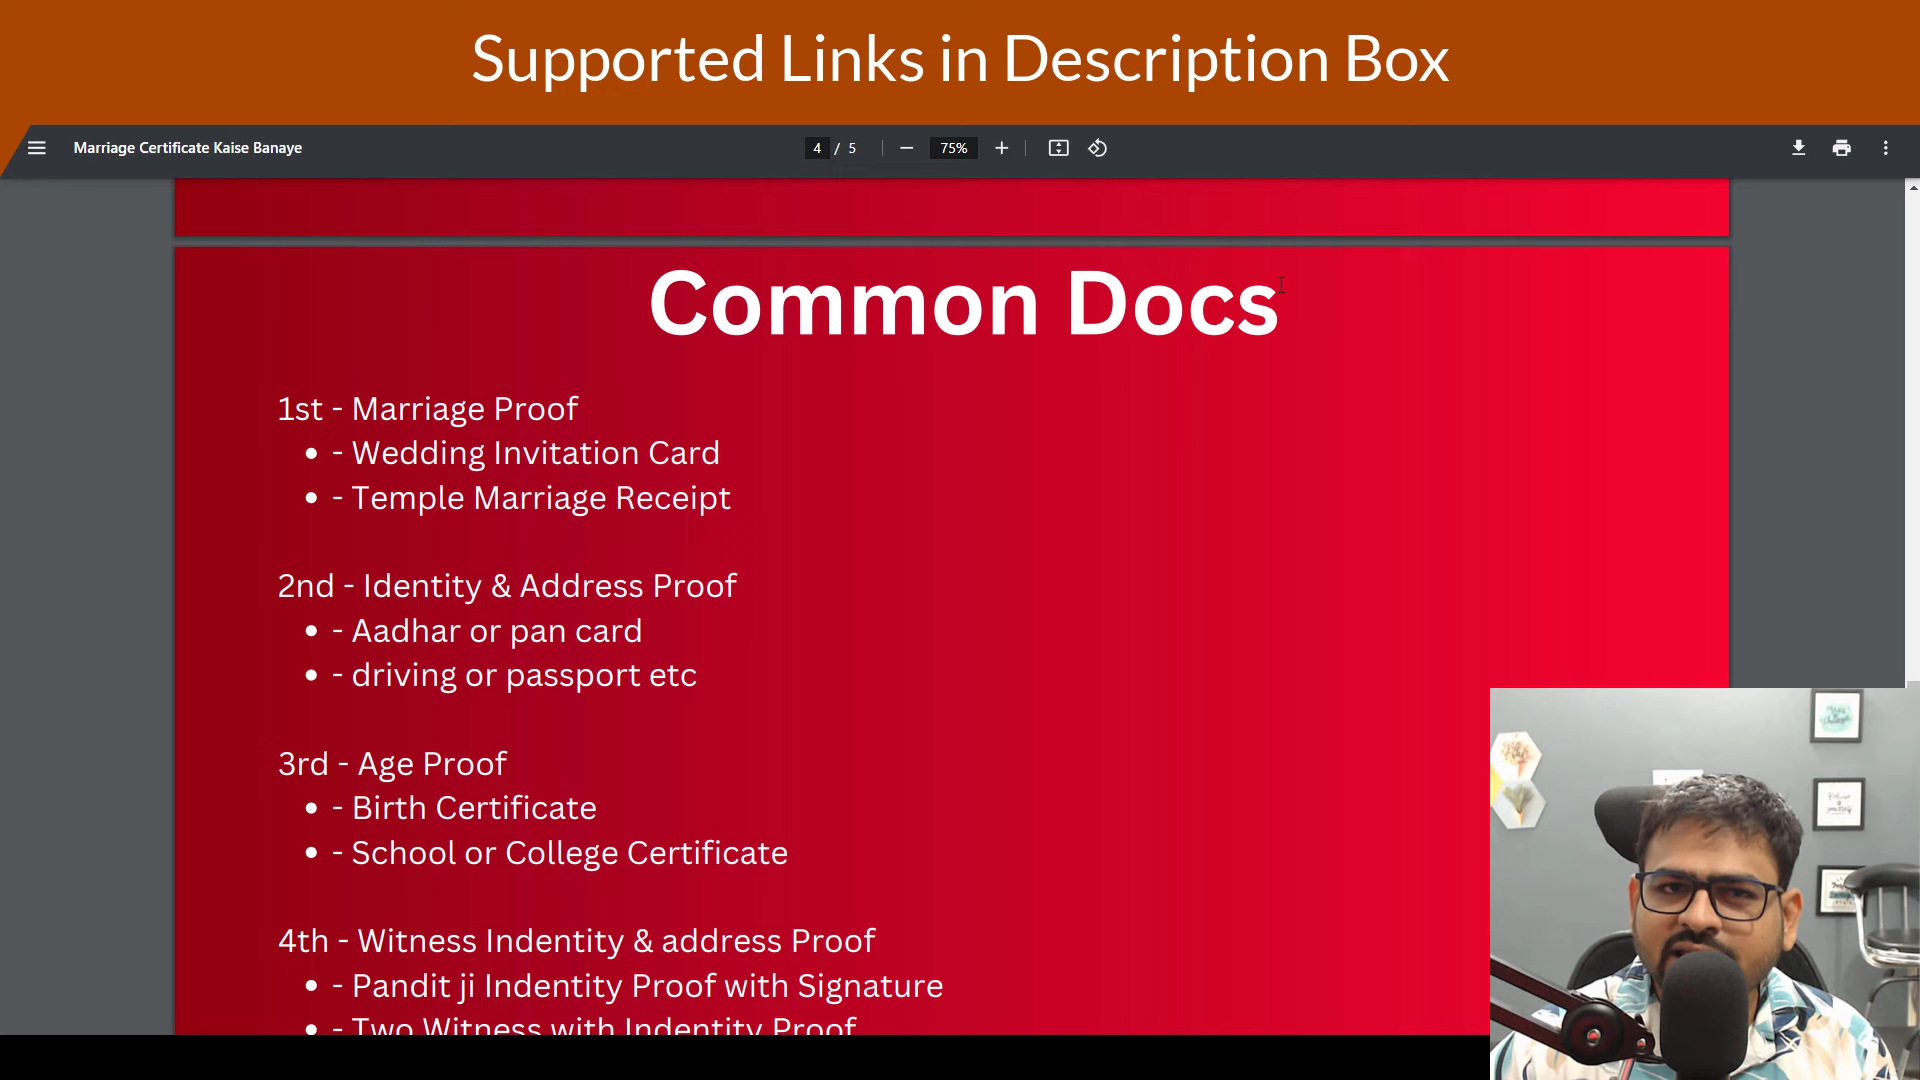 Supported Links in Description Box
Marriage Certificate Kaise Banaye
4 / 5
75%
Common Docs
1st - Marriage Proof
- Wedding Invitation Card
- Temple Marriage Receipt
2nd - Identity & Address Proof
- Aadhar or pan card
- driving or passport etc
3rd - Age Proof
- Birth Certificate
- School or College Certificate
4th - Witness Indentity & address Proof
- Pandit ji Indentity Proof with Signature
- Two Witness with Indentity Proof